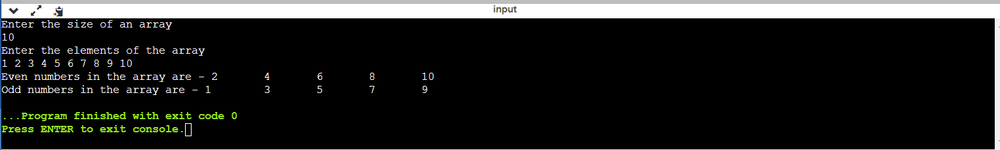 input
Enter the size of an array
10
Enter the elements of the array
1 2 3 4 5 6 7 8 9 10
Even numbers in the array are - 2 4 6 8 10
Odd numbers in the array are - 1 3 5 7 9
...Program finished with exit code 0
Press ENTER to exit console.